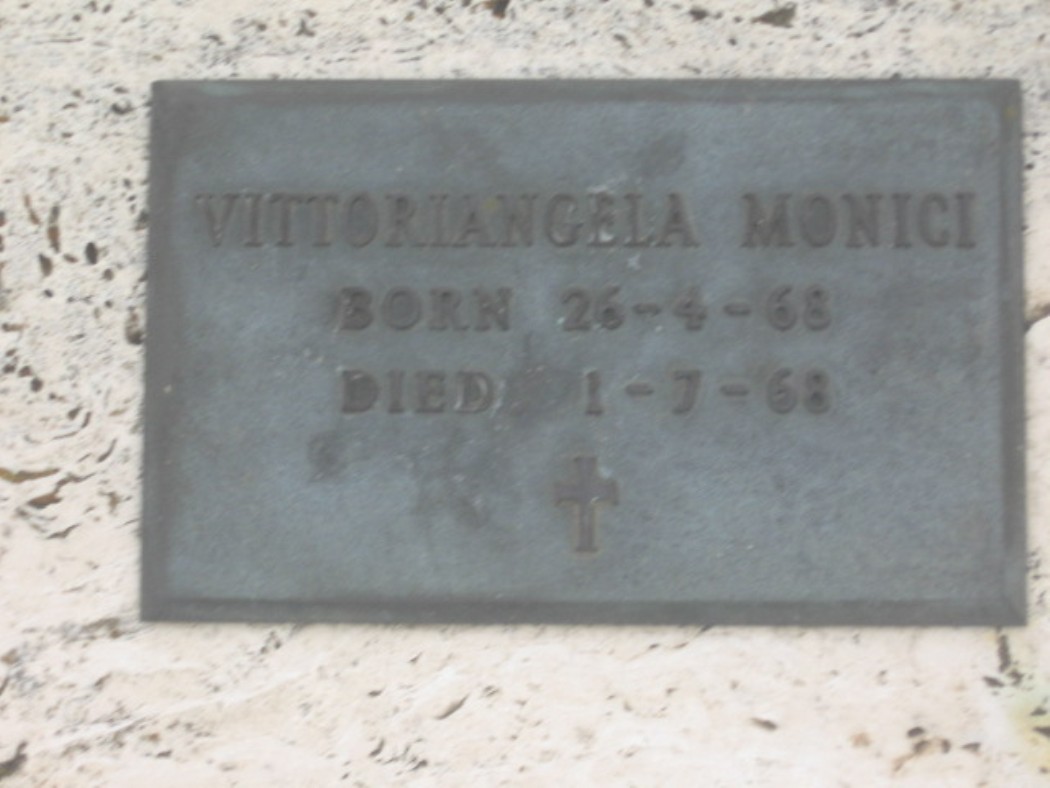 VITTORIANGELA MONICI
BORN 26-4-68
DIED 1-7-68